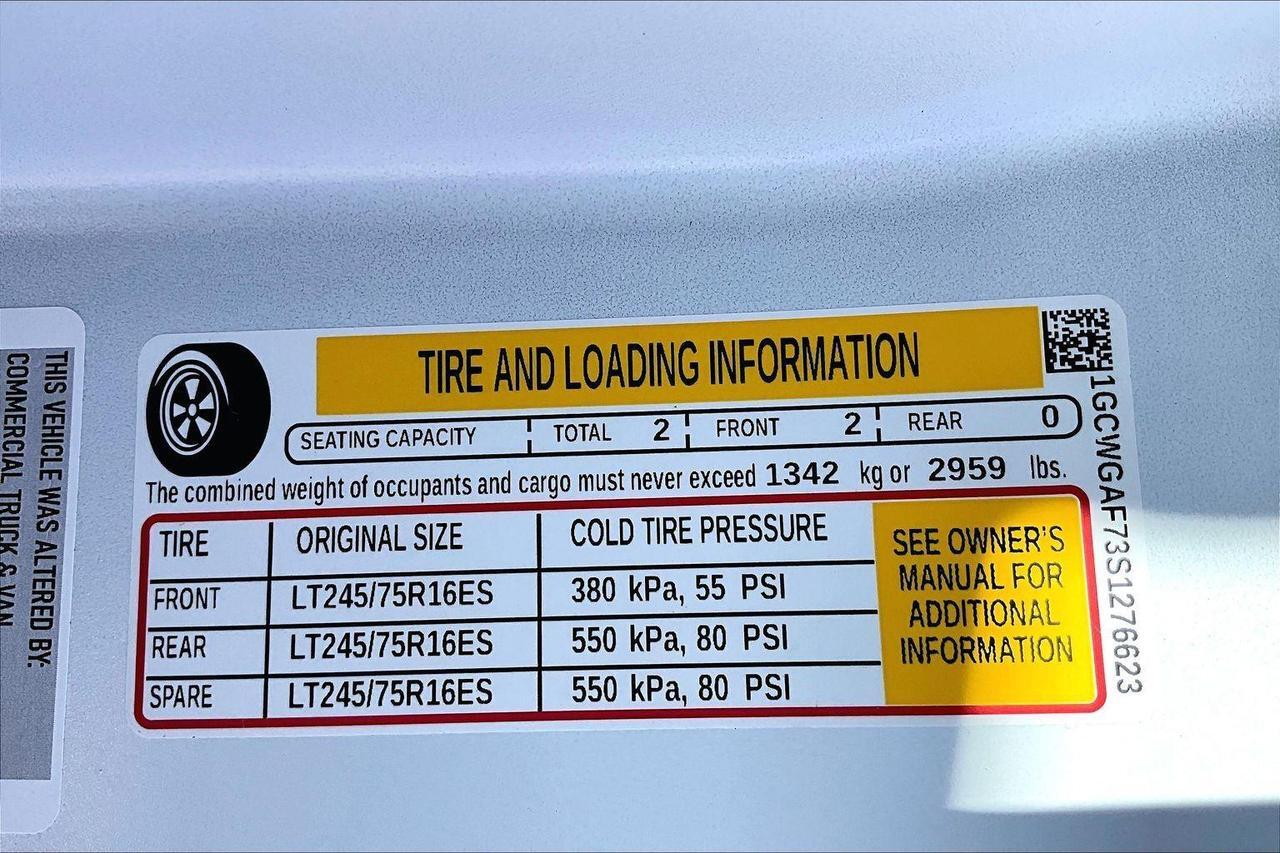 TIRE AND LOADING INFORMATION
SEATING CAPACITY TOTAL 2 FRONT 2 REAR 0
The combined weight of occupants and cargo must never exceed 1342 kg or 2959 lbs.
TIRE ORIGINAL SIZE COLD TIRE PRESSURE
FRONT LT245/75R16ES 380 kPa, 55 PSI
REAR LT245/75R16ES 550 kPa, 80 PSI
SPARE LT245/75R16ES 550 kPa, 80 PSI
SEE OWNER'S
MANUAL FOR
ADDITIONAL
INFORMATION
1GCWGAF73S1276623
THIS VEHICLE WAS ALTERED BY:
COMMERCIAL TRUCK & VAN